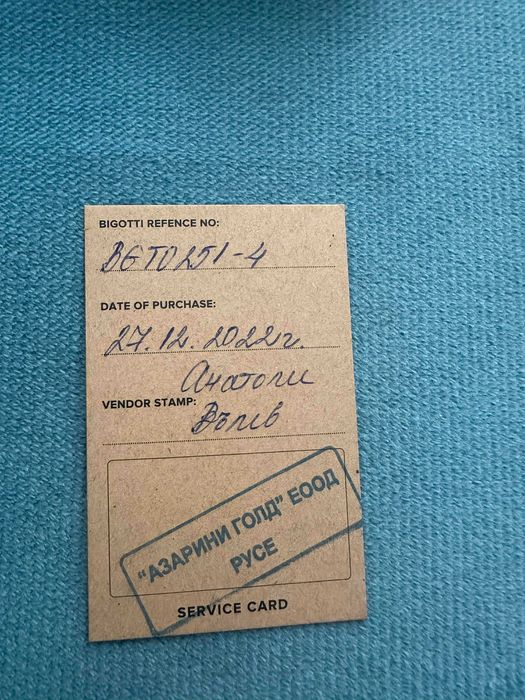 BIGOTTI REFENCE NO:
BGT0251-4
DATE OF PURCHASE:
27.12.2022г.
Анатоли
VENDOR STAMP:
Вълев
"АЗАРИНИ ГОЛД" ЕООД
РУСЕ
SERVICE CARD